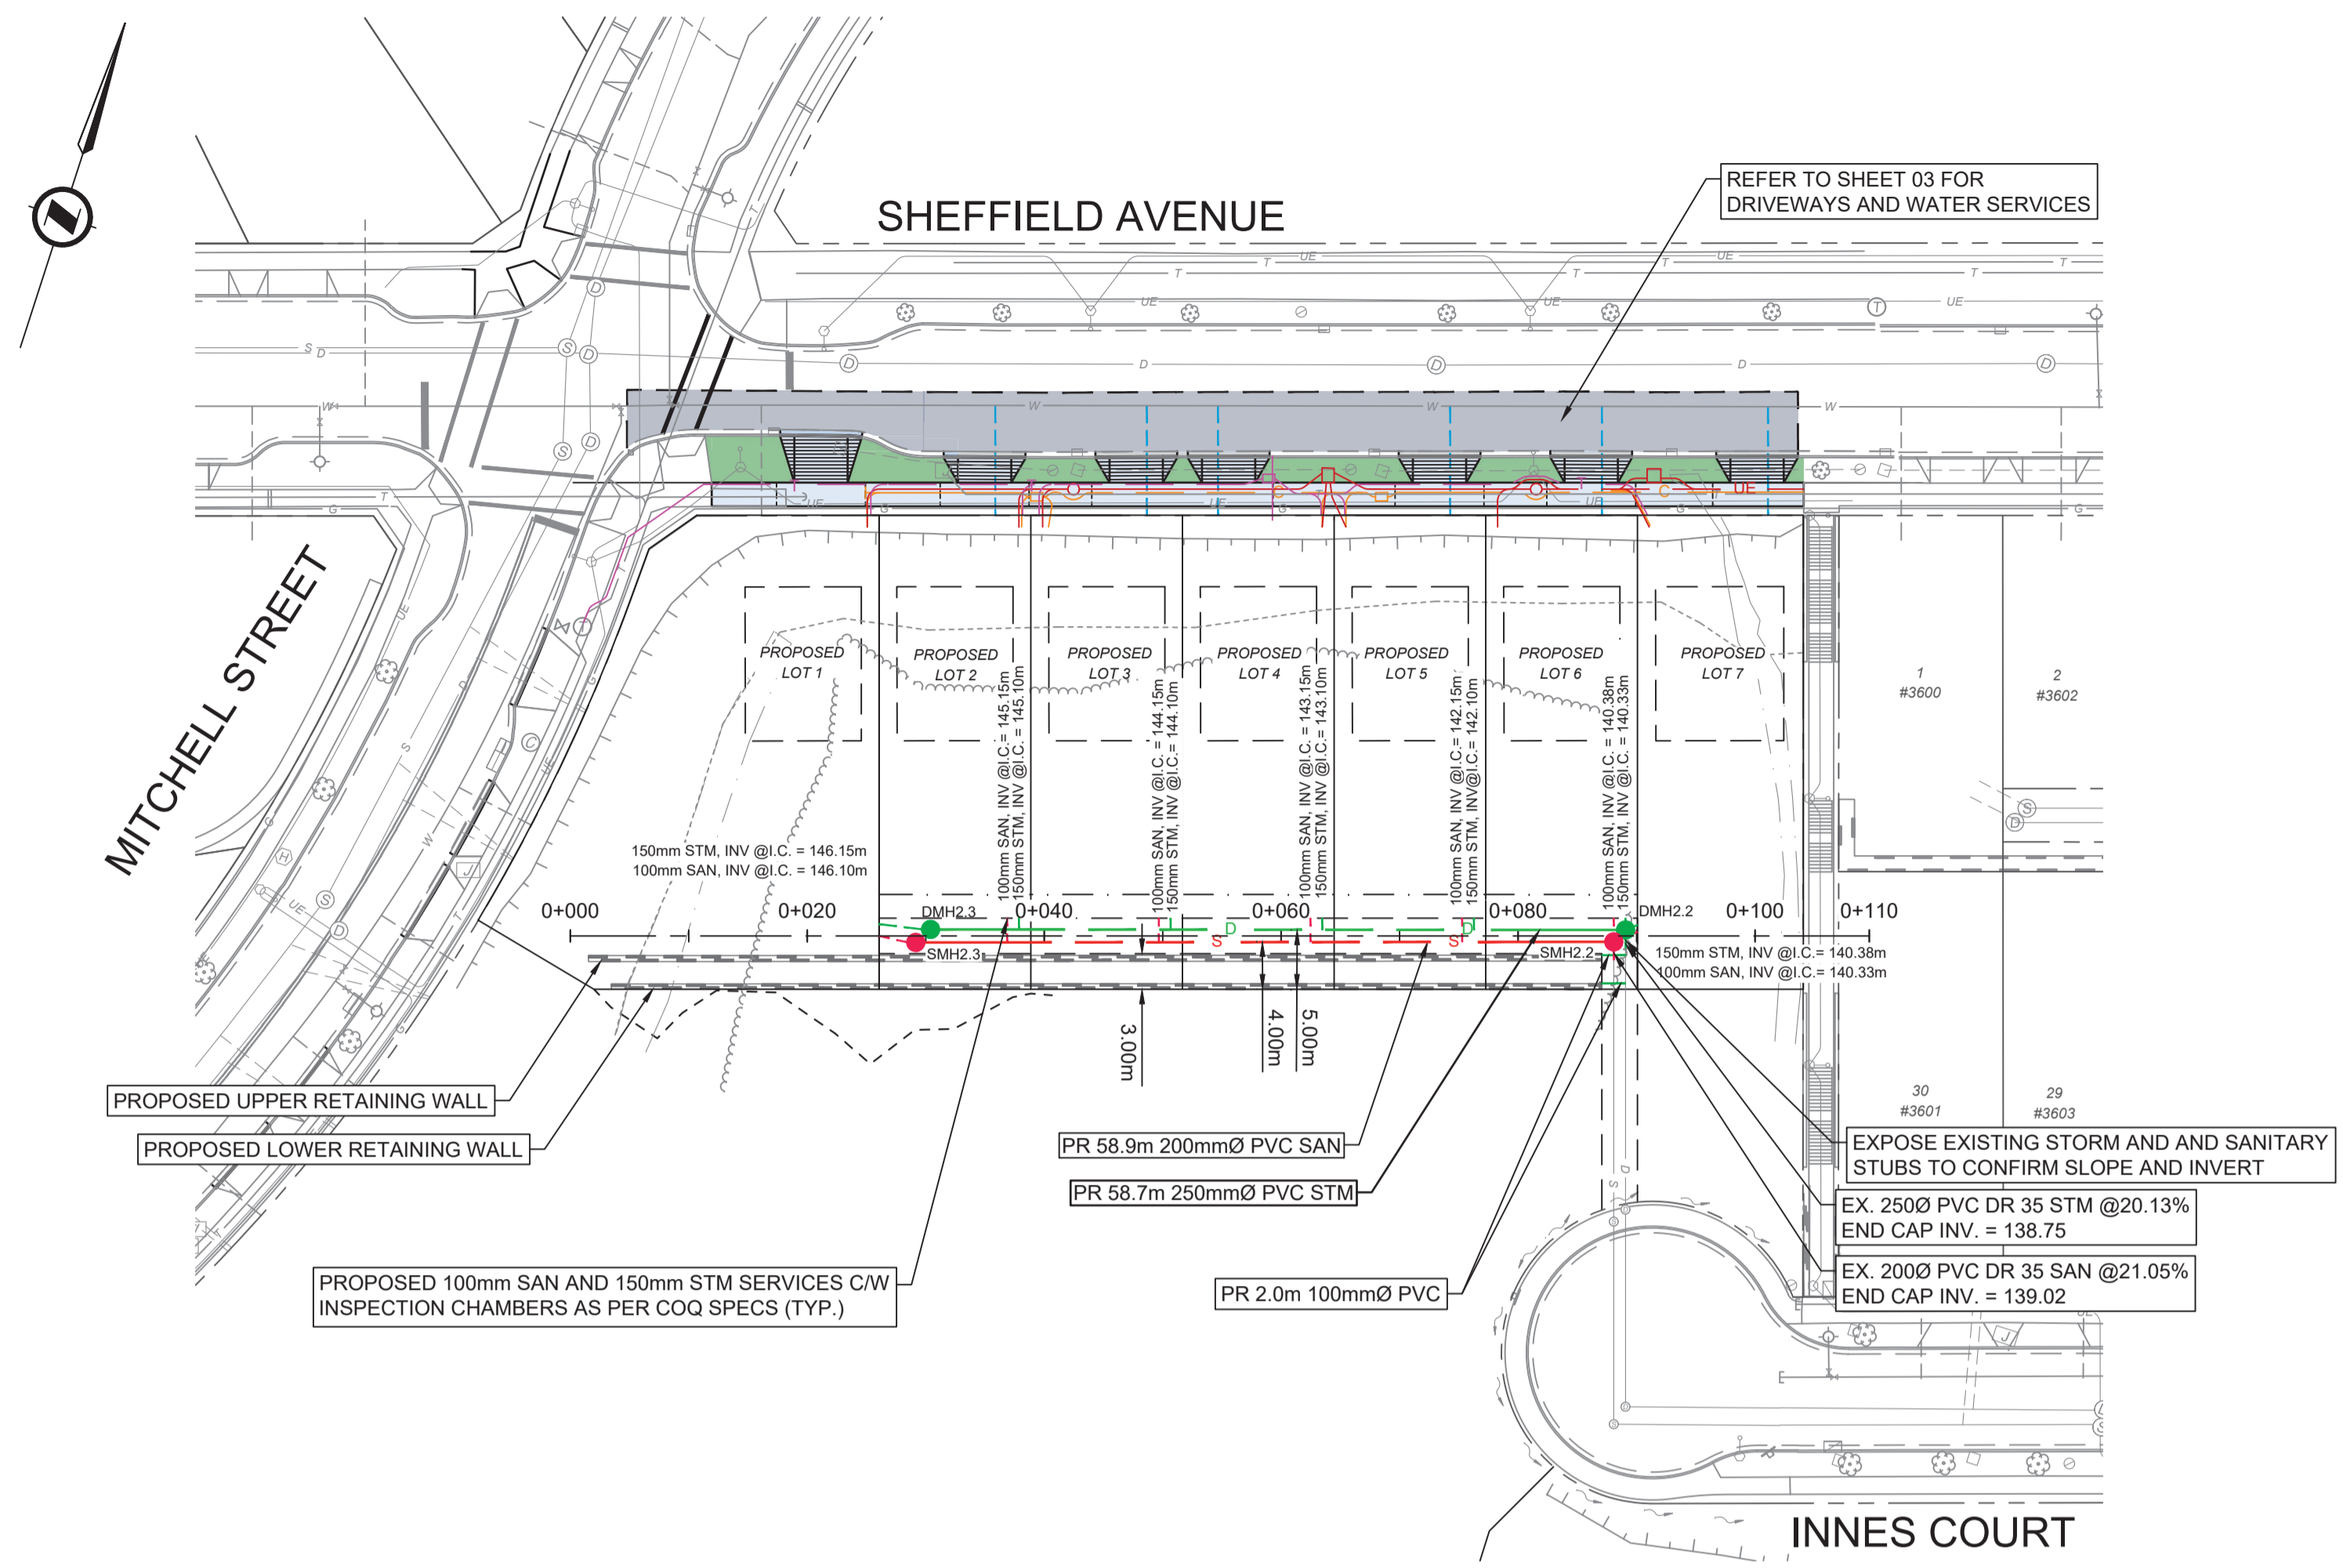 SHEFFIELD AVENUE
REFER TO SHEET 03 FOR
DRIVEWAYS AND WATER SERVICES
MITCHELL STREET
PROPOSED
LOT 1
PROPOSED
LOT 2
PROPOSED
LOT 3
PROPOSED
LOT 4
PROPOSED
LOT 5
PROPOSED
LOT 6
PROPOSED
LOT 7
1
#3600
2
#3602
150mm STM, INV @I.C. = 146.15m
100mm SAN, INV @I.C. = 146.10m
100mm SAN, INV @I.C.= 145.15m
150mm STM, INV @I.C.= 145.10m
100mm SAN, INV @I.C.= 144.15m
150mm STM, INV @I.C.= 144.10m
100mm SAN, INV @I.C.= 143.15m
150mm STM, INV @I.C.= 143.10m
100mm SAN, INV @I.C.= 142.15m
150mm STM, INV@I.C.= 142.10m
100mm SAN, INV @I.C.= 140.38m
150mm STM, INV @I.C.= 140.33m
0+000
0+020
0+040
0+060
0+080
0+100
0+110
DMH2.3
DMH2.2
SMH2.3
SMH2.2
D
D
S
S
150mm STM, INV @I.C.= 140.38m
100mm SAN, INV @I.C.= 140.33m
3.00m
4.00m
5.00m
PROPOSED UPPER RETAINING WALL
PROPOSED LOWER RETAINING WALL
PR 58.9m 200mmØ PVC SAN
PR 58.7m 250mmØ PVC STM
PROPOSED 100mm SAN AND 150mm STM SERVICES C/W
INSPECTION CHAMBERS AS PER COQ SPECS (TYP.)
PR 2.0m 100mmØ PVC
30
#3601
29
#3603
EXPOSE EXISTING STORM AND AND SANITARY
STUBS TO CONFIRM SLOPE AND INVERT
EX. 250Ø PVC DR 35 STM @20.13%
END CAP INV. = 138.75
EX. 200Ø PVC DR 35 SAN @21.05%
END CAP INV. = 139.02
INNES COURT